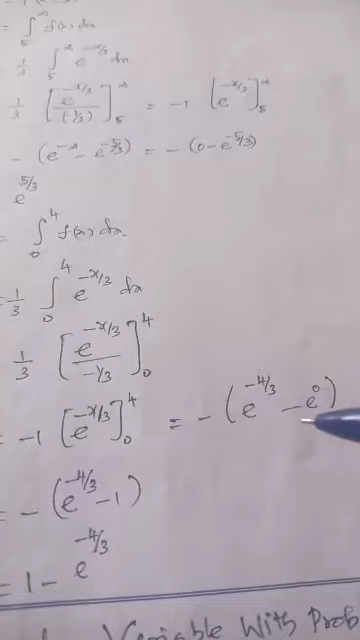 = ∫₅^∞ f(x) dx
1/3 ∫₅^∞ e^{-x/3} dx
1/3 [e^{-x/3}/(-1/3)]₅^∞ = -1 [e^{-x/3}]₅^∞
- (e^{-∞} - e^{-5/3}) = - (0 - e^{-5/3})
e^{5/3}
= ∫₀^4 f(x) dx.
= 1/3 ∫₀^4 e^{-x/3} dx
1/3 [e^{-x/3}/-1/3]₀^4
= -1 [e^{-x/3}]₀^4 = - (e^{-4/3} - e^0)
= - (e^{-4/3} - 1)
= 1 - e^{-4/3}
Variable With Prob